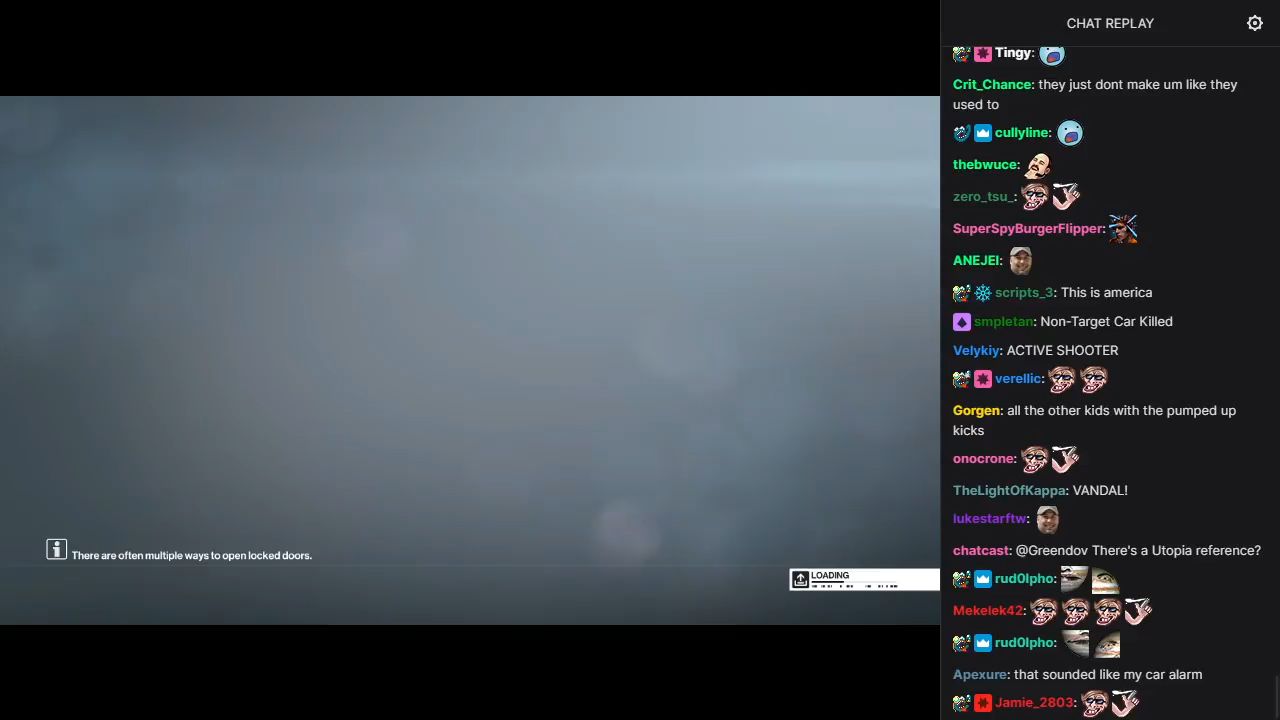 CHAT REPLAY
Tingy:
Crit_Chance: they just dont make um like they
used to
cullyline:
thebwuce:
zero_tsu_:
SuperSpyBurgerFlipper:
ANEJEI:
scripts_3: This is america
smpletan: Non-Target Car Killed
Velykiy: ACTIVE SHOOTER
verellic:
Gorgen: all the other kids with the pumped up
kicks
onocrone:
TheLightOfKappa: VANDAL!
lukestarftw:
chatcast: @Greendov There's a Utopia reference?
rud0lpho:
Mekelek42:
rud0lpho:
Apexure: that sounded like my car alarm
Jamie_2803:
There are often multiple ways to open locked doors.
LOADING